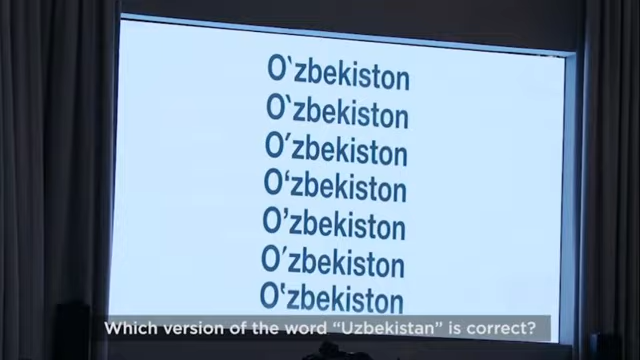 O`zbekiston
O‵zbekiston
O′zbekiston
O‘zbekiston
O’zbekiston
O´zbekiston
O‛zbekiston
Which version of the word “Uzbekistan” is correct?